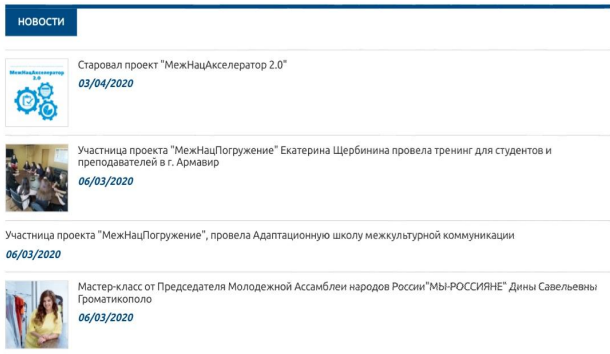 НОВОСТИ
МежНацАкселератор
2.0
Старовал проект "МежНацАкселератор 2.0"
03/04/2020
Участница проекта "МежНацПогружение" Екатерина Щербинина провела тренинг для студентов и
преподавателей в г. Армавир
06/03/2020
Участница проекта "МежНацПогружение", провела Адаптационную школу межкультурной коммуникации
06/03/2020
Мастер-класс от Председателя Молодежной Ассамблеи народов России"МЫ-РОССИЯНЕ" Дины Савельевны
Громатикополо
06/03/2020